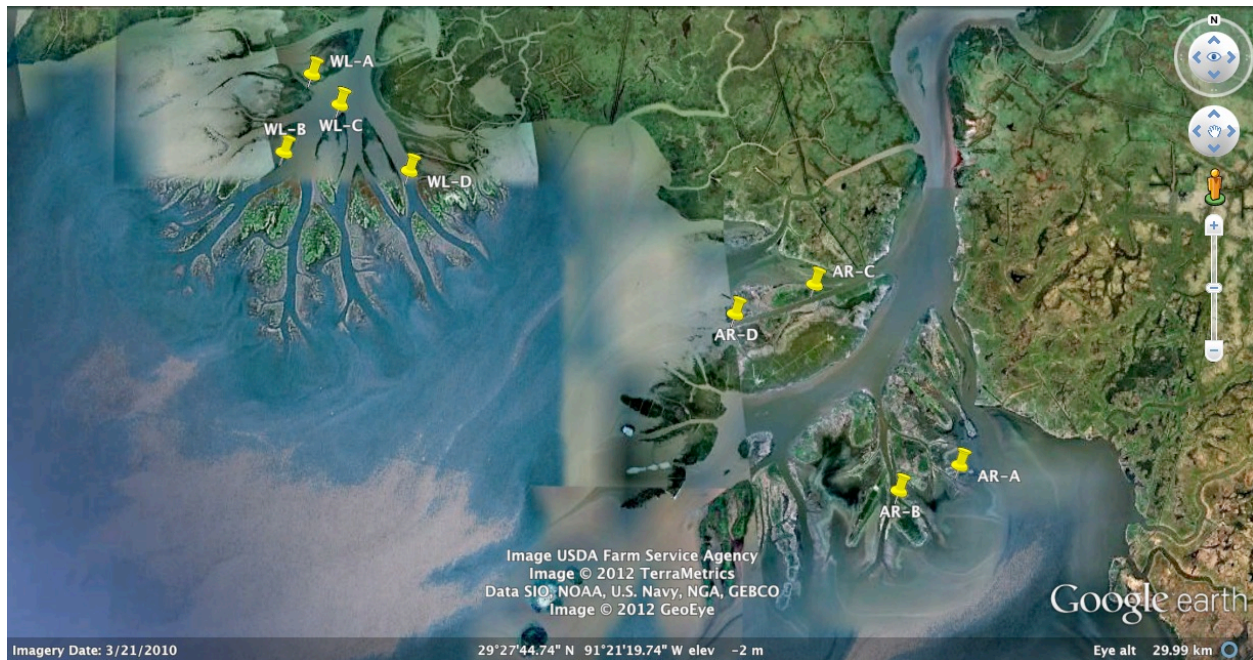 N
WL-A
WL-C
WL-B
WL-D
AR-C
AR-D
AR-A
AR-B
Image USDA Farm Service Agency
Image © 2012 TerraMetrics
Data SIO, NOAA, U.S. Navy, NGA, GEBCO
Image © 2012 GeoEye
Google earth
Imagery Date: 3/21/2010 29°27'44.74" N 91°21'19.74" W elev -2 m Eye alt 29.99 km